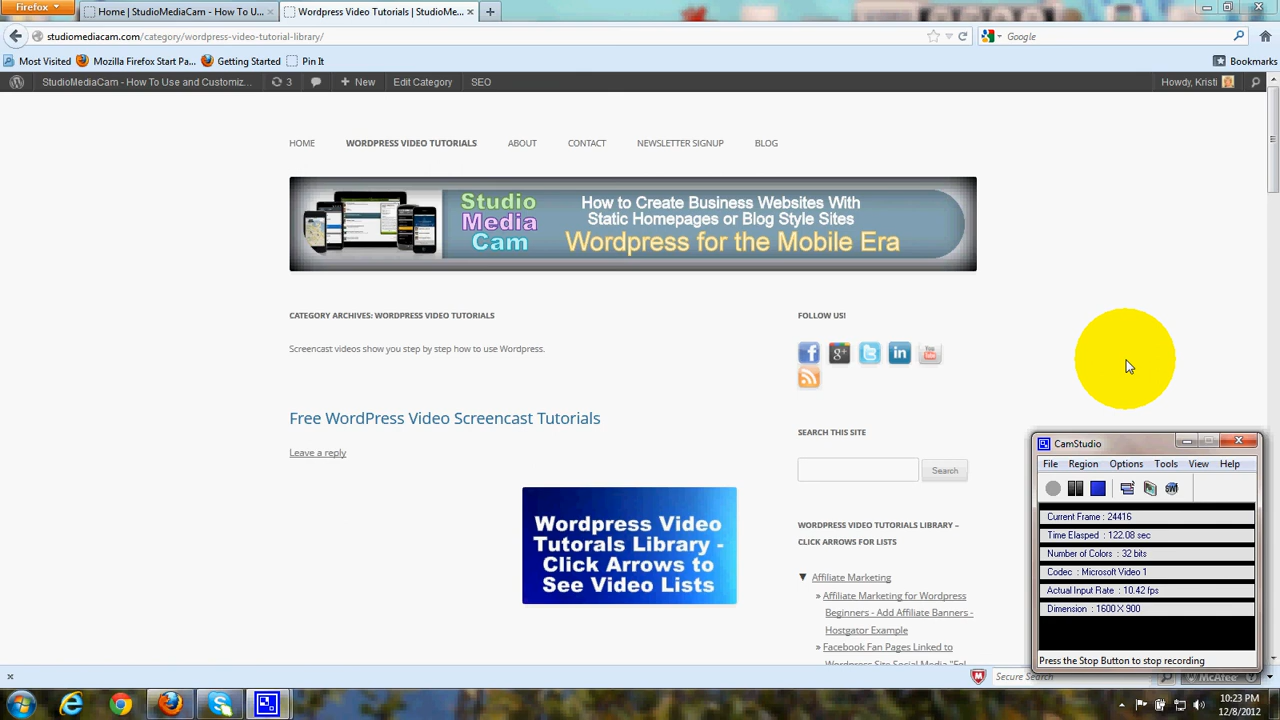 Firefox
Home | StudioMediaCam - How To U...
Wordpress Video Tutorials | StudioMe...
studiomediacam.com/category/wordpress-video-tutorial-library/
Google
Most Visited
Mozilla Firefox Start Pa...
Getting Started
Pin It
Bookmarks
StudioMediaCam - How To Use and Customiz...
3
+ New
Edit Category
SEO
Howdy, Kristi
HOME
WORDPRESS VIDEO TUTORIALS
ABOUT
CONTACT
NEWSLETTER SIGNUP
BLOG
Studio
Media
Cam
How to Create Business Websites With
Static Homepages or Blog Style Sites
Wordpress for the Mobile Era
CATEGORY ARCHIVES: WORDPRESS VIDEO TUTORIALS
Screencast videos show you step by step how to use Wordpress.
Free WordPress Video Screencast Tutorials
Leave a reply
Wordpress Video
Tutorals Library -
Click Arrows to
See Video Lists
FOLLOW US!
SEARCH THIS SITE
Search
WORDPRESS VIDEO TUTORIALS LIBRARY –
CLICK ARROWS FOR LISTS
▼ Affiliate Marketing
» Affiliate Marketing for Wordpress
Beginners - Add Affiliate Banners -
Hostgator Example
» Facebook Fan Pages Linked to
Wordpress Site Social Media "Fol
CamStudio
File
Region
Options
Tools
View
Help
Current Frame : 24416
Time Elasped : 122.08 sec
Number of Colors : 32 bits
Codec : Microsoft Video 1
Actual Input Rate : 10.42 fps
Dimension : 1600 X 900
Press the Stop Button to stop recording
Secure Search
McAfee
10:23 PM
12/8/2012